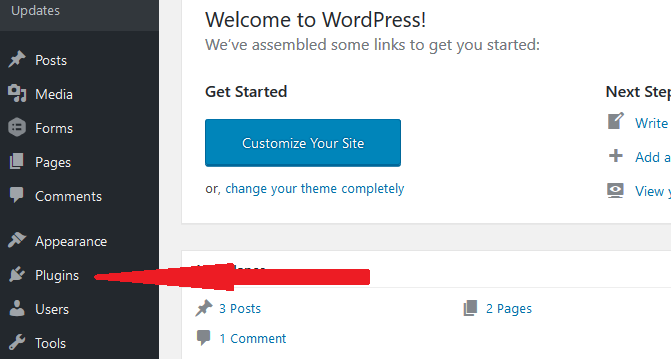 Updates
Posts
Media
Forms
Pages
Comments
Appearance
Plugins
Users
Tools
Welcome to WordPress!
We've assembled some links to get you started:
Get Started
Customize Your Site
or, change your theme completely
Next Step
Write
Add a
View y
3 Posts
2 Pages
1 Comment